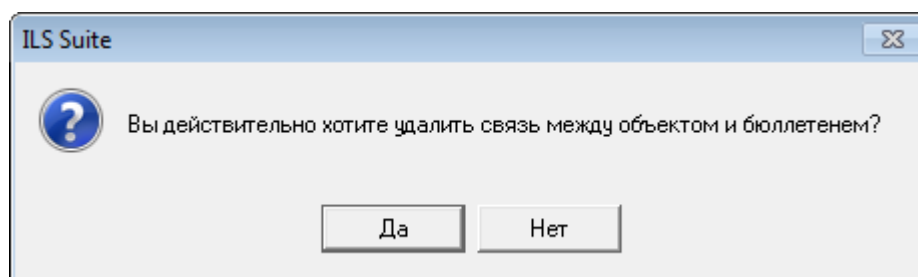 ILS Suite
Вы действительно хотите удалить связь между объектом и бюллетенем?
Да
Нет